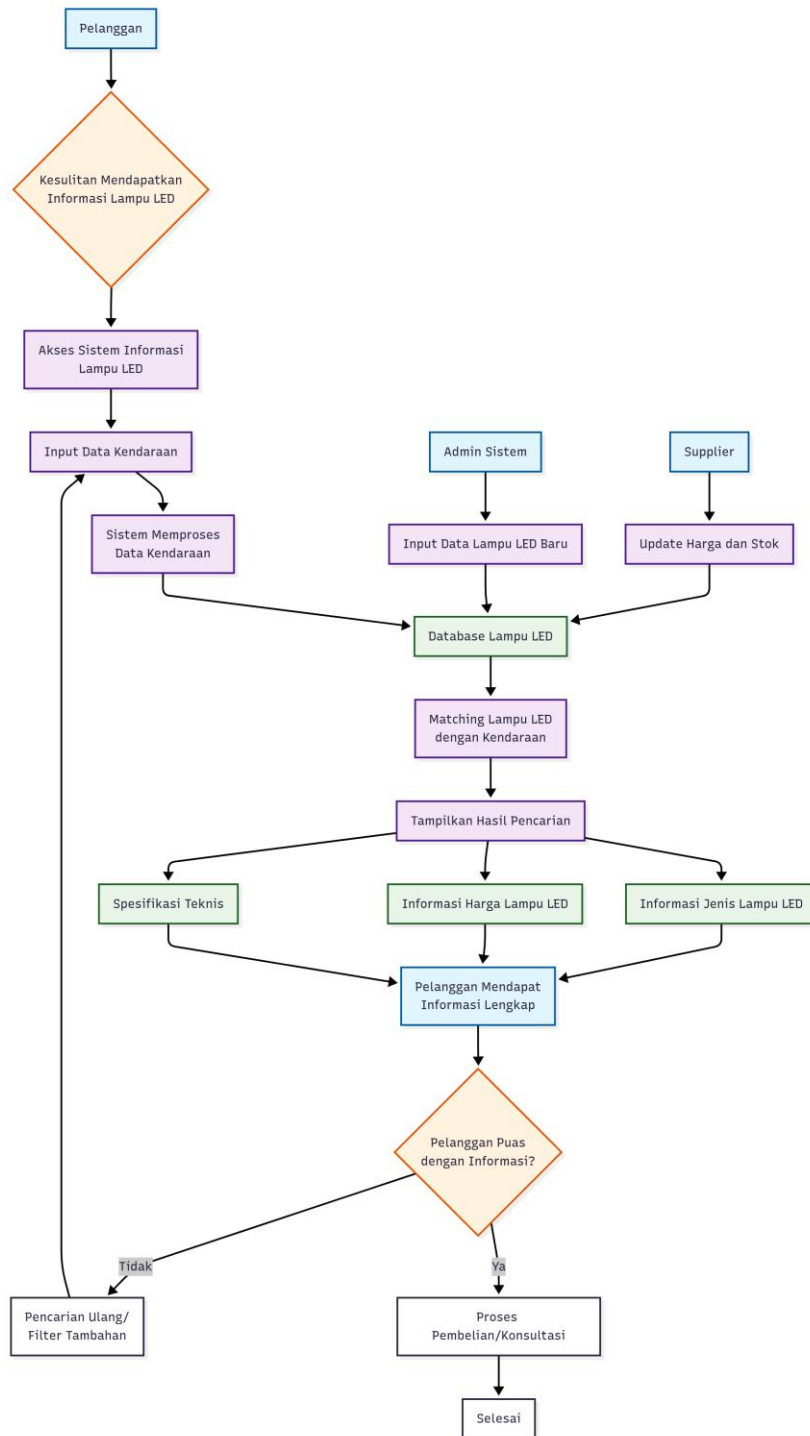 Pelanggan
Kesulitan Mendapatkan
Informasi Lampu LED
Akses Sistem Informasi
Lampu LED
Input Data Kendaraan
Admin Sistem
Supplier
Sistem Memproses
Data Kendaraan
Input Data Lampu LED Baru
Update Harga dan Stok
Database Lampu LED
Matching Lampu LED
dengan Kendaraan
Tampilkan Hasil Pencarian
Spesifikasi Teknis
Informasi Harga Lampu LED
Informasi Jenis Lampu LED
Pelanggan Mendapat
Informasi Lengkap
Pelanggan Puas
dengan Informasi?
Tidak
Ya
Pencarian Ulang/
Filter Tambahan
Proses
Pembelian/Konsultasi
Selesai